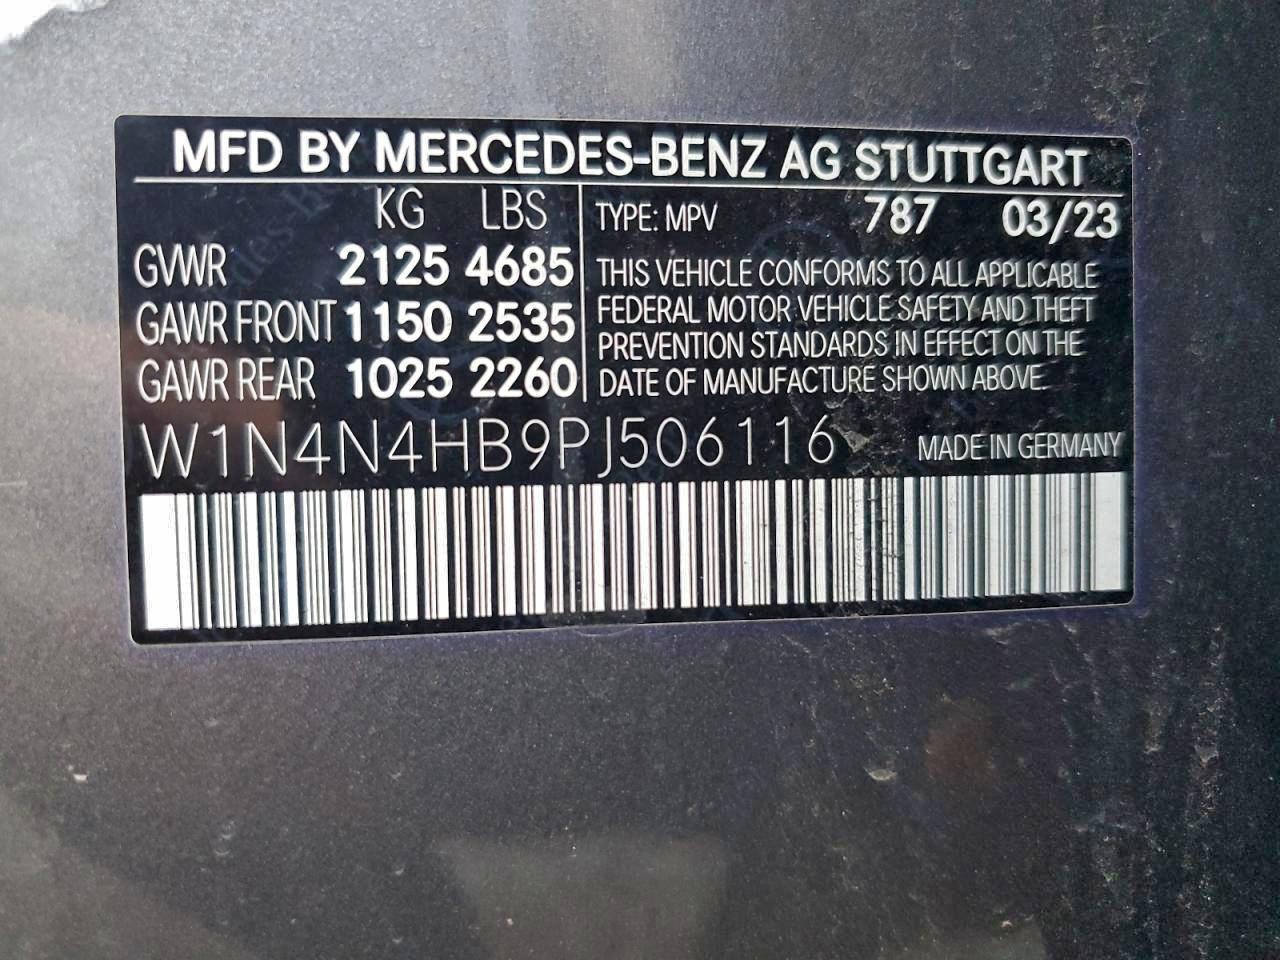 MFD BY MERCEDES-BENZ AG STUTTGART
KG LBS
GVWR 2125 4685
GAWR FRONT 1150 2535
GAWR REAR 1025 2260
TYPE: MPV 787 03/23
THIS VEHICLE CONFORMS TO ALL APPLICABLE
FEDERAL MOTOR VEHICLE SAFETY AND THEFT
PREVENTION STANDARDS IN EFFECT ON THE
DATE OF MANUFACTURE SHOWN ABOVE.
W1N4N4HB9PJ506116 MADE IN GERMANY